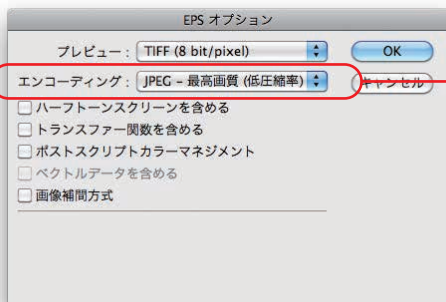 EPS オプション
プレビュー： TIFF (8 bit/pixel) OK
エンコーディング： JPEG – 最高画質 (低圧縮率) キャンセル
ハーフトーンスクリーンを含める
トランスファー関数を含める
ポストスクリプトカラーマネジメント
ベクトルデータを含める
画像補間方式